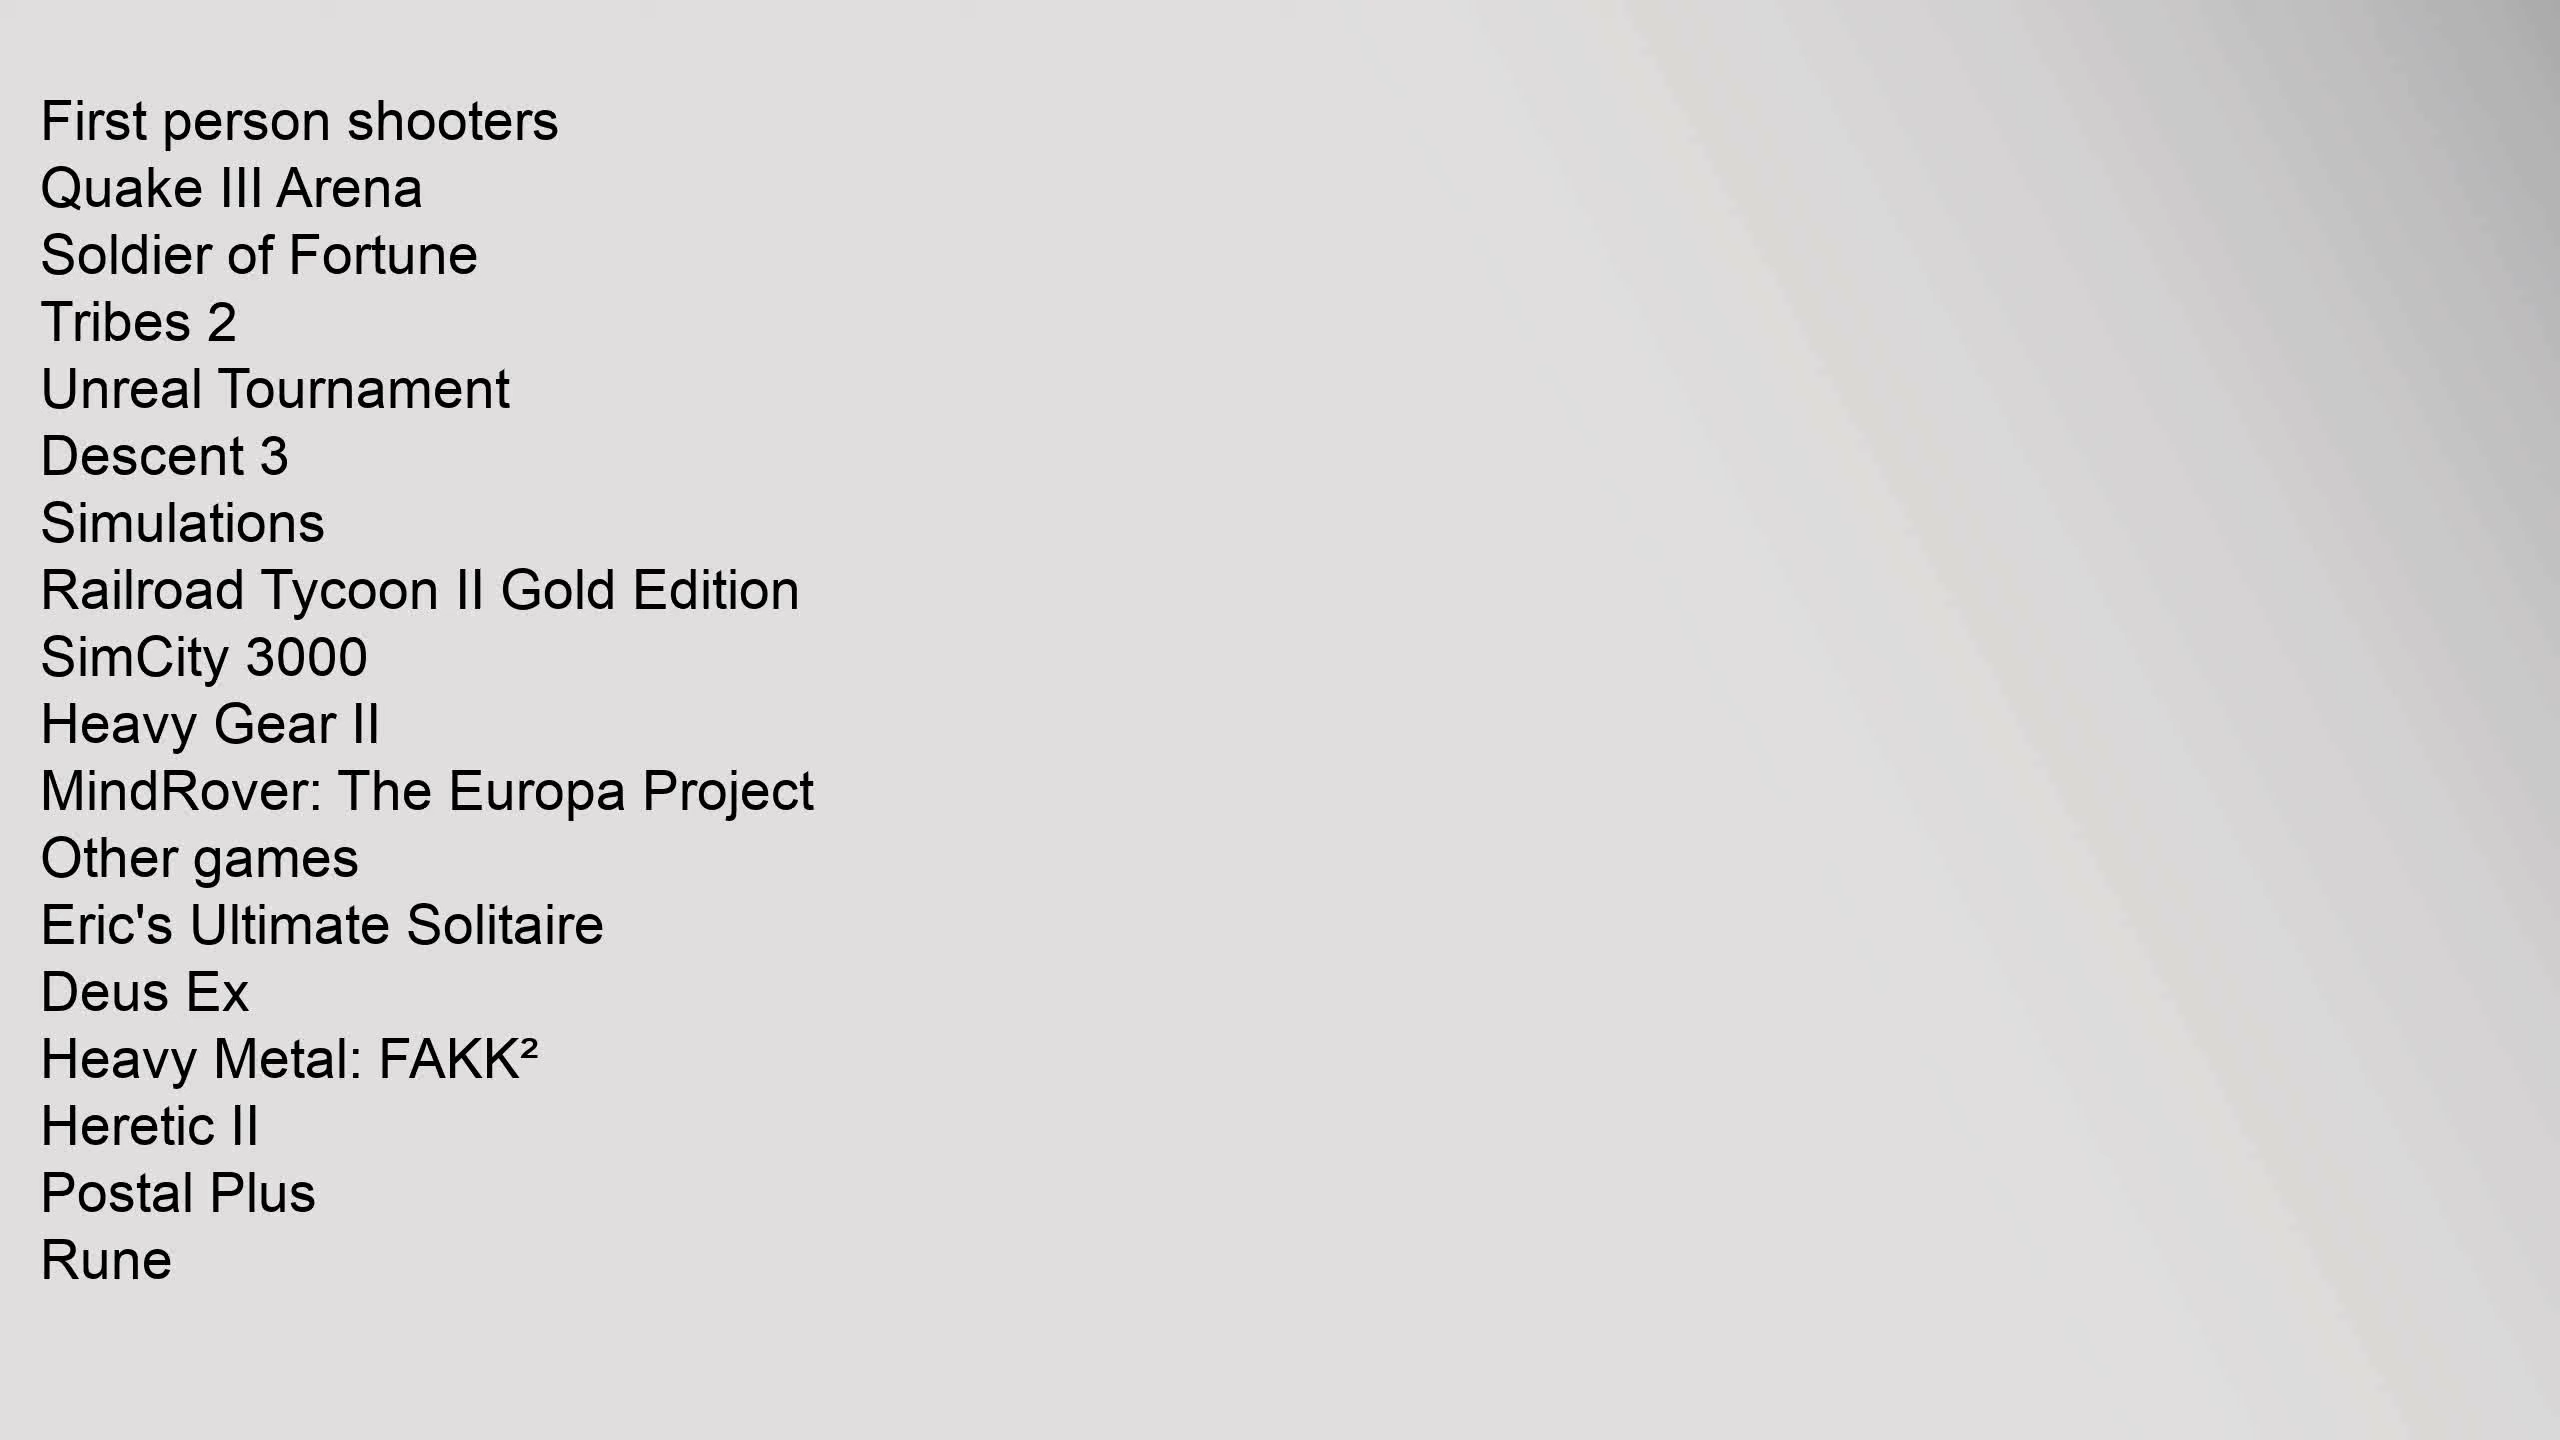 First person shooters
Quake III Arena
Soldier of Fortune
Tribes 2
Unreal Tournament
Descent 3
Simulations
Railroad Tycoon II Gold Edition
SimCity 3000
Heavy Gear II
MindRover: The Europa Project
Other games
Eric's Ultimate Solitaire
Deus Ex
Heavy Metal: FAKK²
Heretic II
Postal Plus
Rune